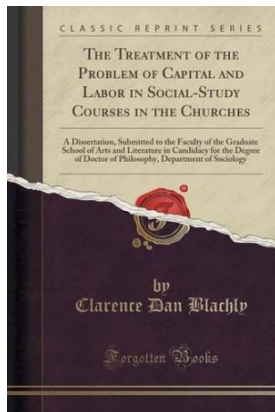 CLASSIC REPRINT SERIES
THE TREATMENT OF THE
PROBLEM OF CAPITAL AND
LABOR IN SOCIAL-STUDY
COURSES IN THE CHURCHES
A Dissertation, Submitted to the Faculty of the Graduate
School of Arts and Literature in Candidacy for the Degree
of Doctor of Philosophy, Department of Sociology
by
Clarence Dan Blachly
Forgotten Books